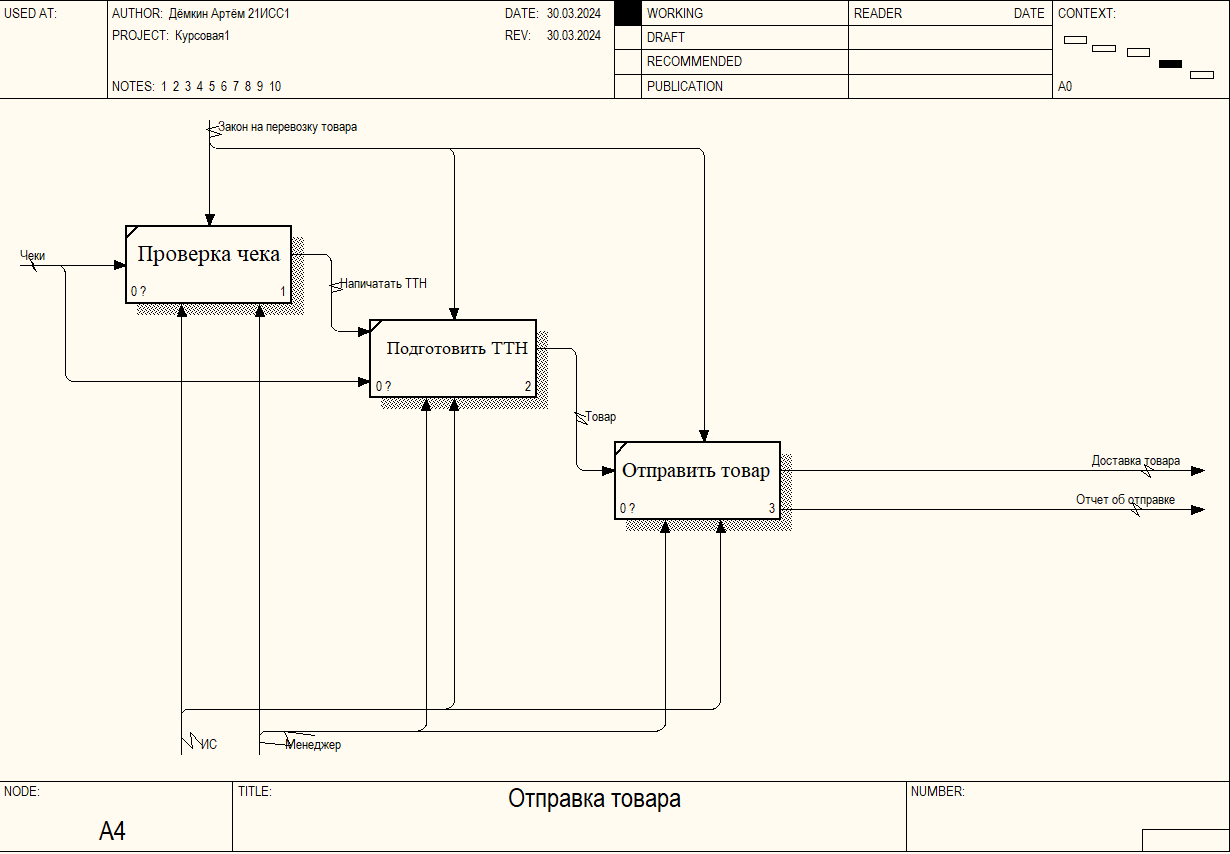 USED AT:
AUTHOR: Дёмкин Артём 21ИСС1
DATE: 30.03.2024
PROJECT: Курсовая1
REV: 30.03.2024
NOTES: 1 2 3 4 5 6 7 8 9 10
WORKING
DRAFT
RECOMMENDED
PUBLICATION
READER
DATE
CONTEXT:
A0
Закон на перевозку товара
Чеки
Проверка чека
0 ?
1
Напичатать ТТН
Подготовить ТТН
0 ?
2
Товар
Отправить товар
0 ?
3
Доставка товара
Отчет об отправке
ИС
Менеджер
NODE:
A4
TITLE:
Отправка товара
NUMBER: